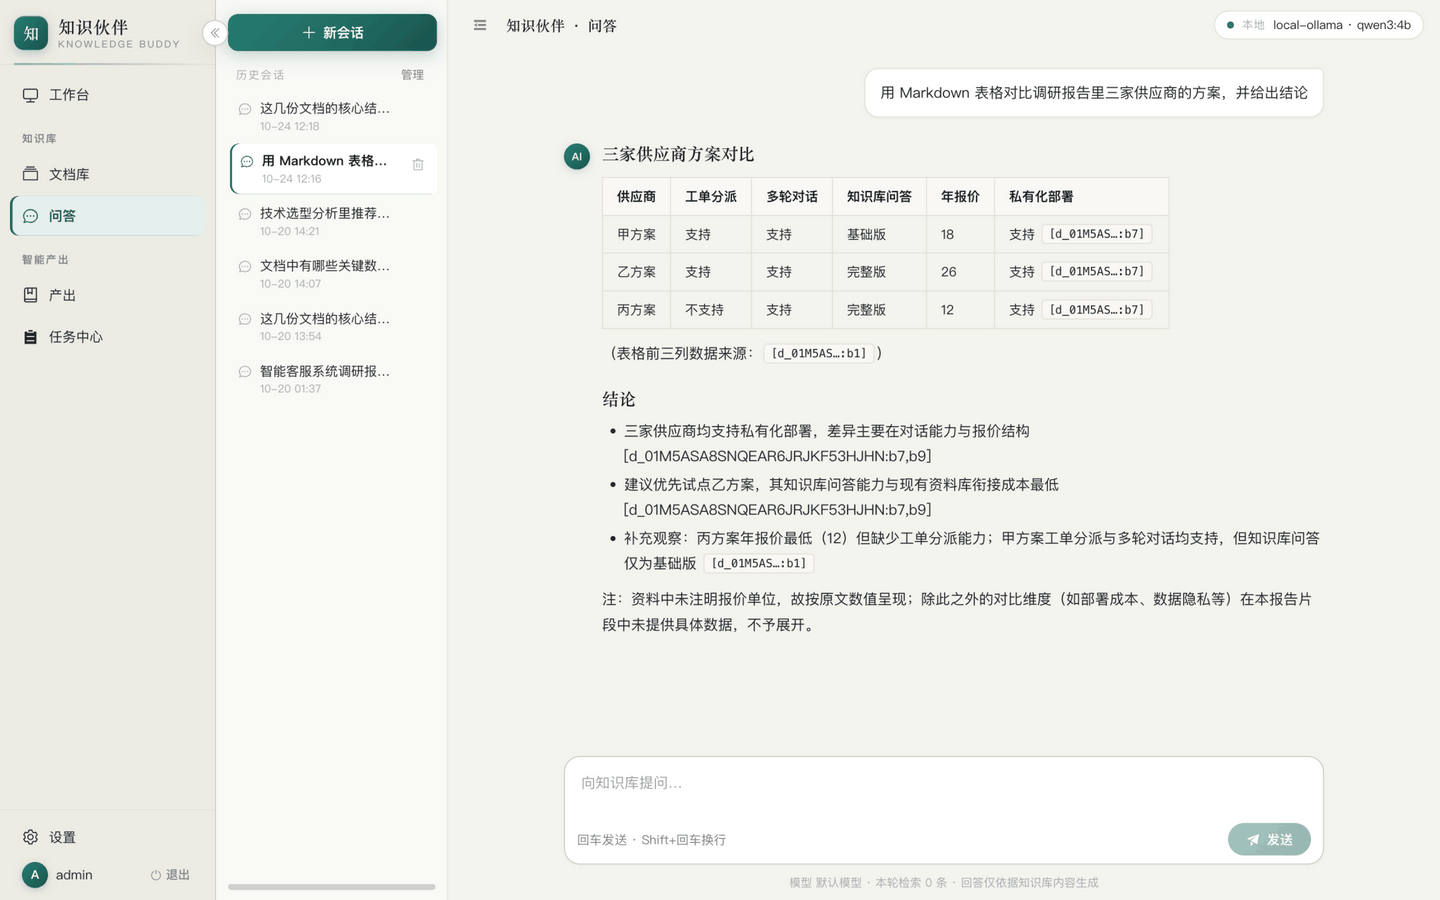 知
知识伙伴
KNOWLEDGE BUDDY
工作台
知识库
文档库
问答
智能产出
产出
任务中心
设置
A
admin
退出
新会话
历史会话
管理
这几份文档的核心结...
10-24 12:18
用 Markdown 表格...
10-24 12:16
技术选型分析里推荐...
10-20 14:21
文档中有哪些关键数...
10-20 14:07
这几份文档的核心结...
10-20 13:54
智能客服系统调研报...
10-20 01:37
知识伙伴 · 问答
本地 local-ollama · qwen3:4b
用 Markdown 表格对比调研报告里三家供应商的方案，并给出结论
AI
三家供应商方案对比
供应商 工单分派 多轮对话 知识库问答 年报价 私有化部署
甲方案 支持 支持 基础版 18 支持 [d_01M5AS…:b7]
乙方案 支持 支持 完整版 26 支持 [d_01M5AS…:b7]
丙方案 不支持 支持 完整版 12 支持 [d_01M5AS…:b7]
（表格前三列数据来源： [d_01M5AS…:b1] ）
结论
三家供应商均支持私有化部署，差异主要在对话能力与报价结构
[d_01M5ASA8SNQEAR6JRJKF53HJHN:b7,b9]
建议优先试点乙方案，其知识库问答能力与现有资料库衔接成本最低
[d_01M5ASA8SNQEAR6JRJKF53HJHN:b7,b9]
补充观察：丙方案年报价最低（12）但缺少工单分派能力；甲方案工单分派与多轮对话均支持，但知识库问答
仅为基础版 [d_01M5AS…:b1]
注：资料中未注明报价单位，故按原文数值呈现；除此之外的对比维度（如部署成本、数据隐私等）在本报告片
段中未提供具体数据，不予展开。
向知识库提问...
回车发送 · Shift+回车换行
发送
模型 默认模型 · 本轮检索 0 条 · 回答仅依据知识库内容生成